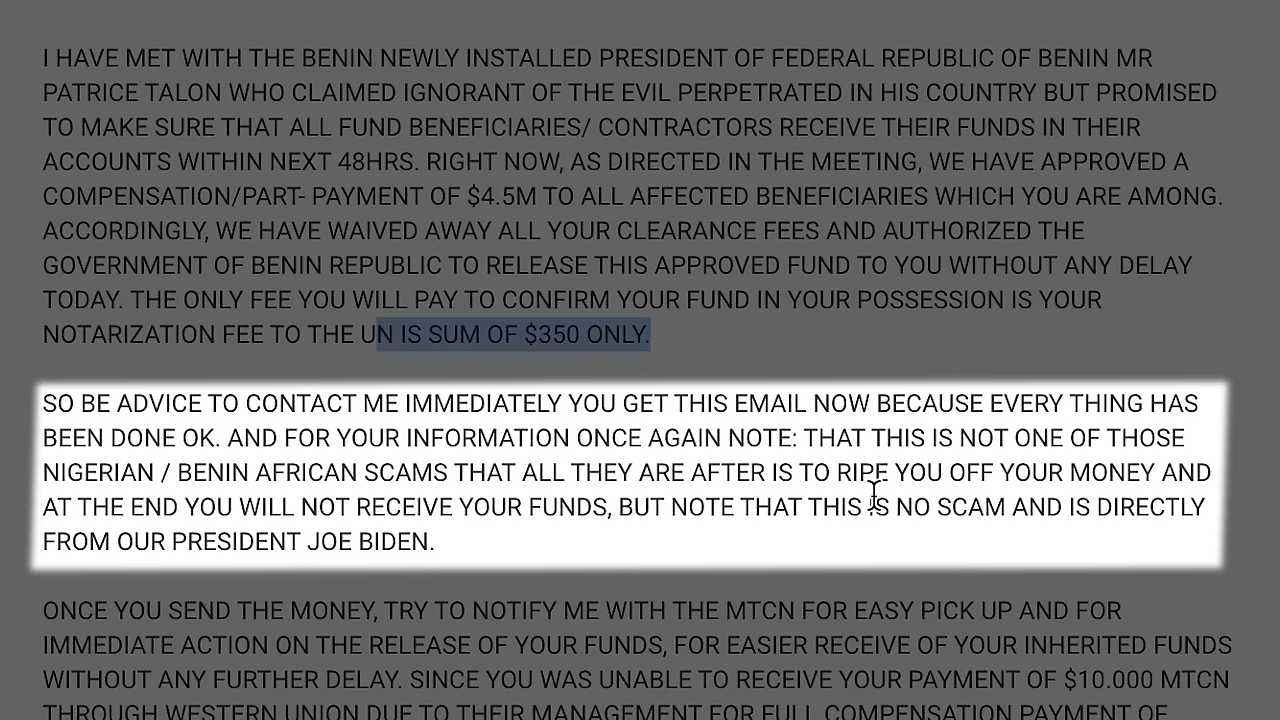 I HAVE MET WITH THE BENIN NEWLY INSTALLED PRESIDENT OF FEDERAL REPUBLIC OF BENIN MR
PATRICE TALON WHO CLAIMED IGNORANT OF THE EVIL PERPETRATED IN HIS COUNTRY BUT PROMISED
TO MAKE SURE THAT ALL FUND BENEFICIARIES/ CONTRACTORS RECEIVE THEIR FUNDS IN THEIR
ACCOUNTS WITHIN NEXT 48HRS. RIGHT NOW, AS DIRECTED IN THE MEETING, WE HAVE APPROVED A
COMPENSATION/PART- PAYMENT OF $4.5M TO ALL AFFECTED BENEFICIARIES WHICH YOU ARE AMONG.
ACCORDINGLY, WE HAVE WAIVED AWAY ALL YOUR CLEARANCE FEES AND AUTHORIZED THE
GOVERNMENT OF BENIN REPUBLIC TO RELEASE THIS APPROVED FUND TO YOU WITHOUT ANY DELAY
TODAY. THE ONLY FEE YOU WILL PAY TO CONFIRM YOUR FUND IN YOUR POSSESSION IS YOUR
NOTARIZATION FEE TO THE UN IS SUM OF $350 ONLY.
SO BE ADVICE TO CONTACT ME IMMEDIATELY YOU GET THIS EMAIL NOW BECAUSE EVERY THING HAS
BEEN DONE OK. AND FOR YOUR INFORMATION ONCE AGAIN NOTE: THAT THIS IS NOT ONE OF THOSE
NIGERIAN / BENIN AFRICAN SCAMS THAT ALL THEY ARE AFTER IS TO RIPE YOU OFF YOUR MONEY AND
AT THE END YOU WILL NOT RECEIVE YOUR FUNDS, BUT NOTE THAT THIS IS NO SCAM AND IS DIRECTLY
FROM OUR PRESIDENT JOE BIDEN.
ONCE YOU SEND THE MONEY, TRY TO NOTIFY ME WITH THE MTCN FOR EASY PICK UP AND FOR
IMMEDIATE ACTION ON THE RELEASE OF YOUR FUNDS, FOR EASIER RECEIVE OF YOUR INHERITED FUNDS
WITHOUT ANY FURTHER DELAY. SINCE YOU WAS UNABLE TO RECEIVE YOUR PAYMENT OF $10.000 MTCN
THROUGH WESTERN UNION DUE TO THEIR MANAGEMENT FOR FULL COMPENSATION PAYMENT OF